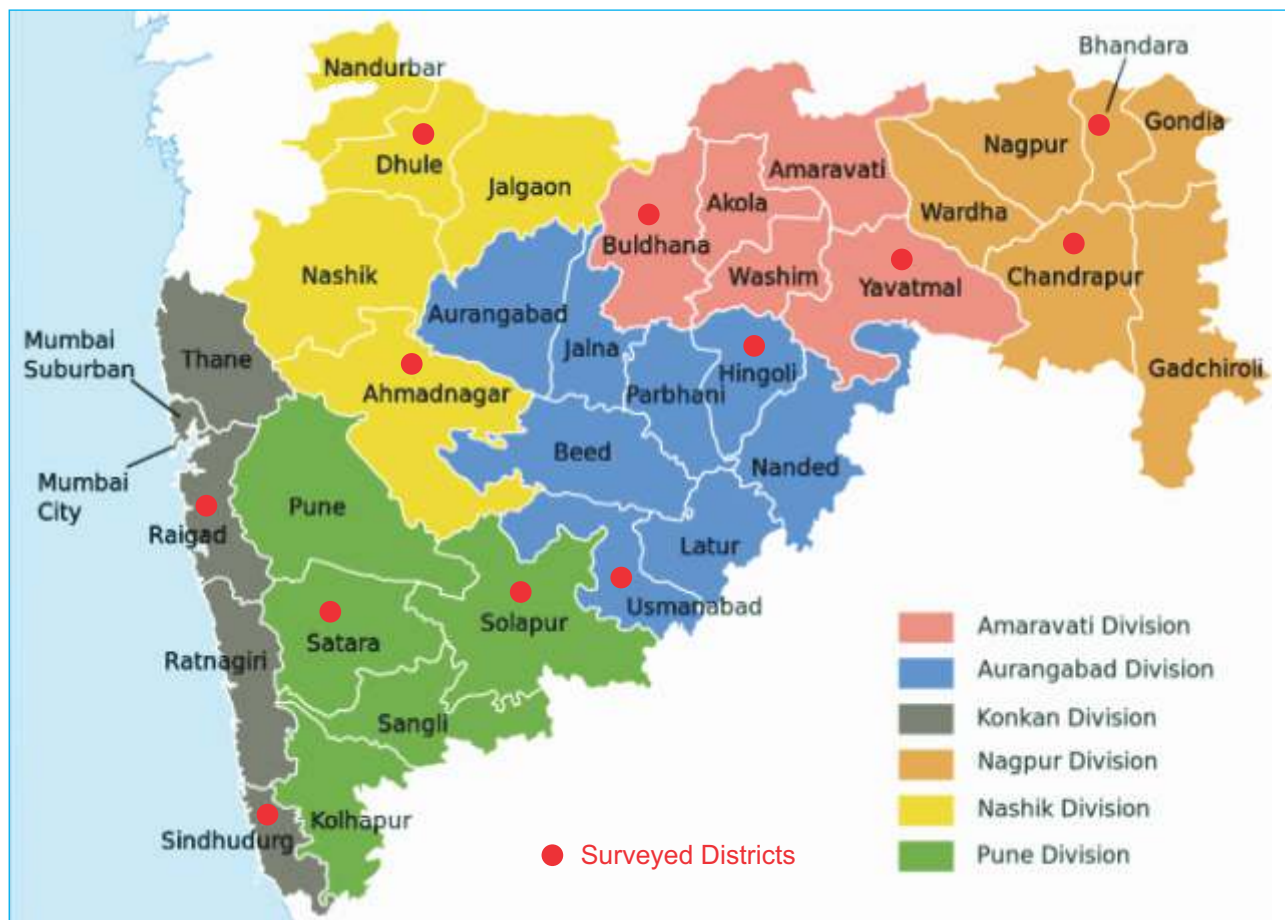 Bhandara
Nandurbar
Nagpur
Gondia
Dhule
Jalgaon
Amaravati
Akola
Wardha
Buldhana
Nashik
Washim
Yavatmal
Chandrapur
Aurangabad
Mumbai
Suburban
Thane
Jalna
Hingoli
Gadchiroli
Ahmadnagar
Parbhani
Beed
Nanded
Mumbai
City
Pune
Raigad
Latur
Usmanabad
Solapur
Satara
Ratnagiri
Sangli
Kolhapur
Sindhudurg
Surveyed Districts
Amaravati Division
Aurangabad Division
Konkan Division
Nagpur Division
Nashik Division
Pune Division